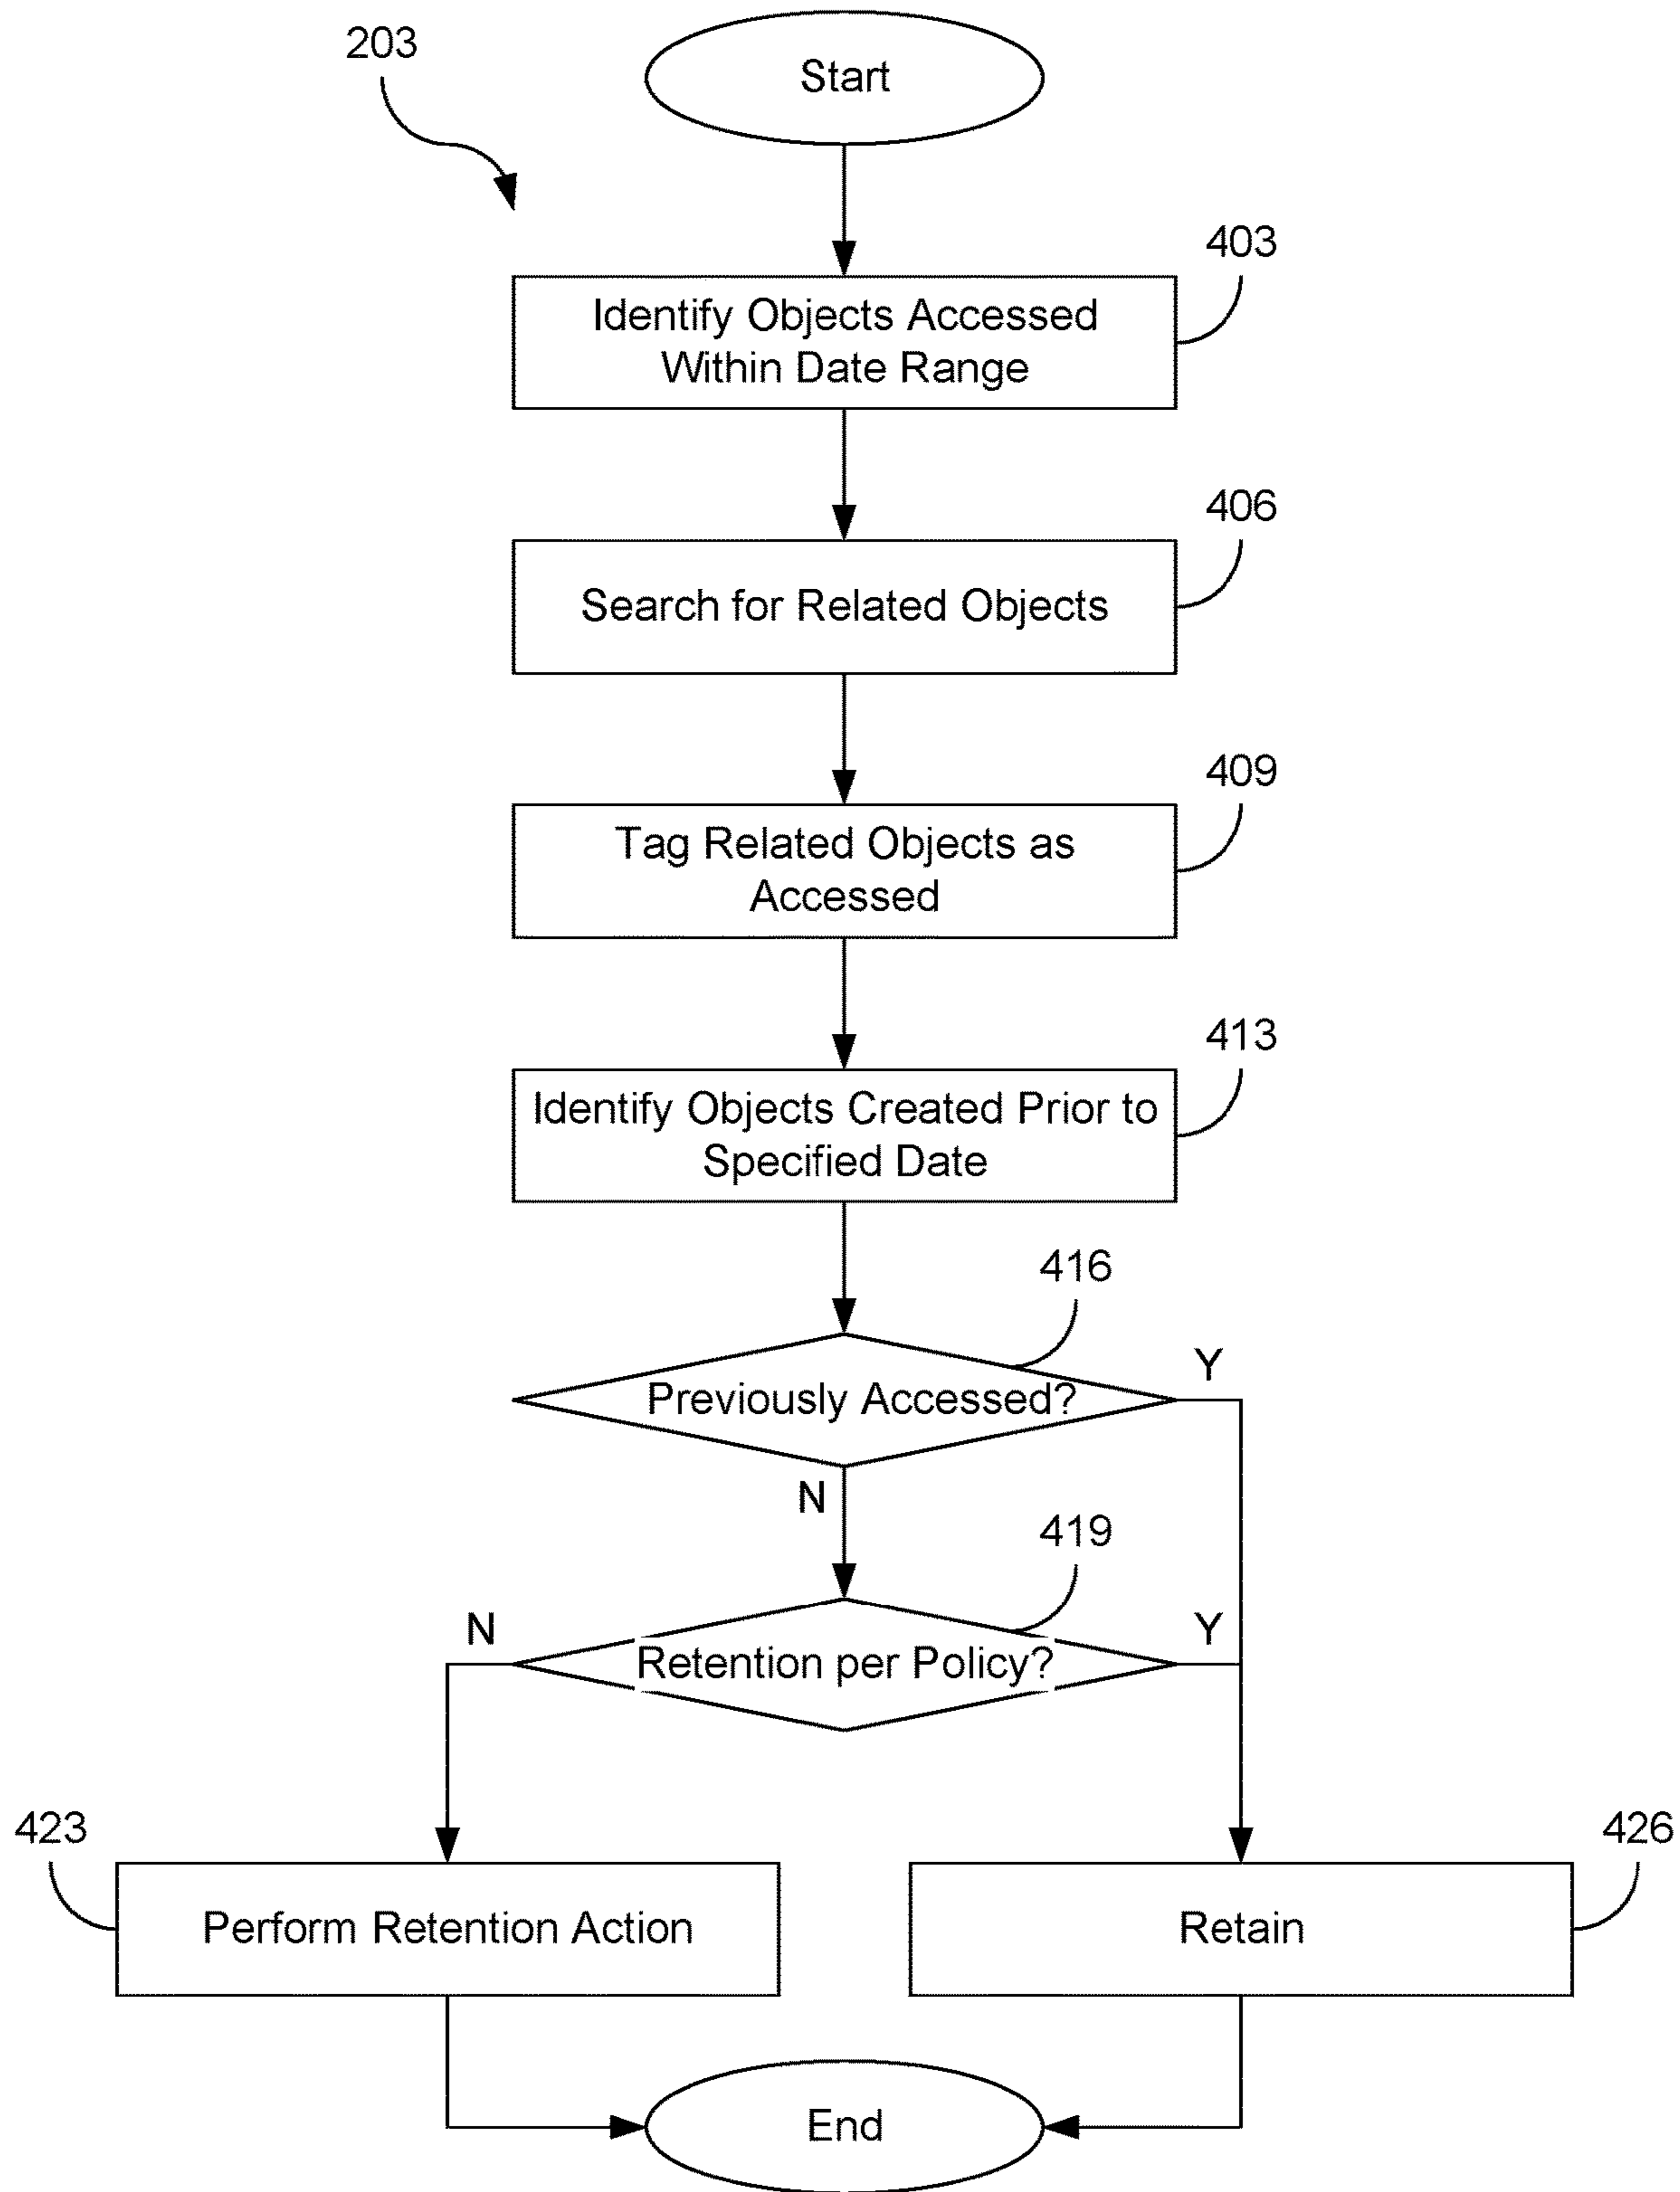 203
Start
403
Identify Objects Accessed
Within Date Range
406
Search for Related Objects
409
Tag Related Objects as
Accessed
413
Identify Objects Created Prior to
Specified Date
416
Previously Accessed?
Y
N
419
N
Retention per Policy?
Y
423
Perform Retention Action
426
Retain
End